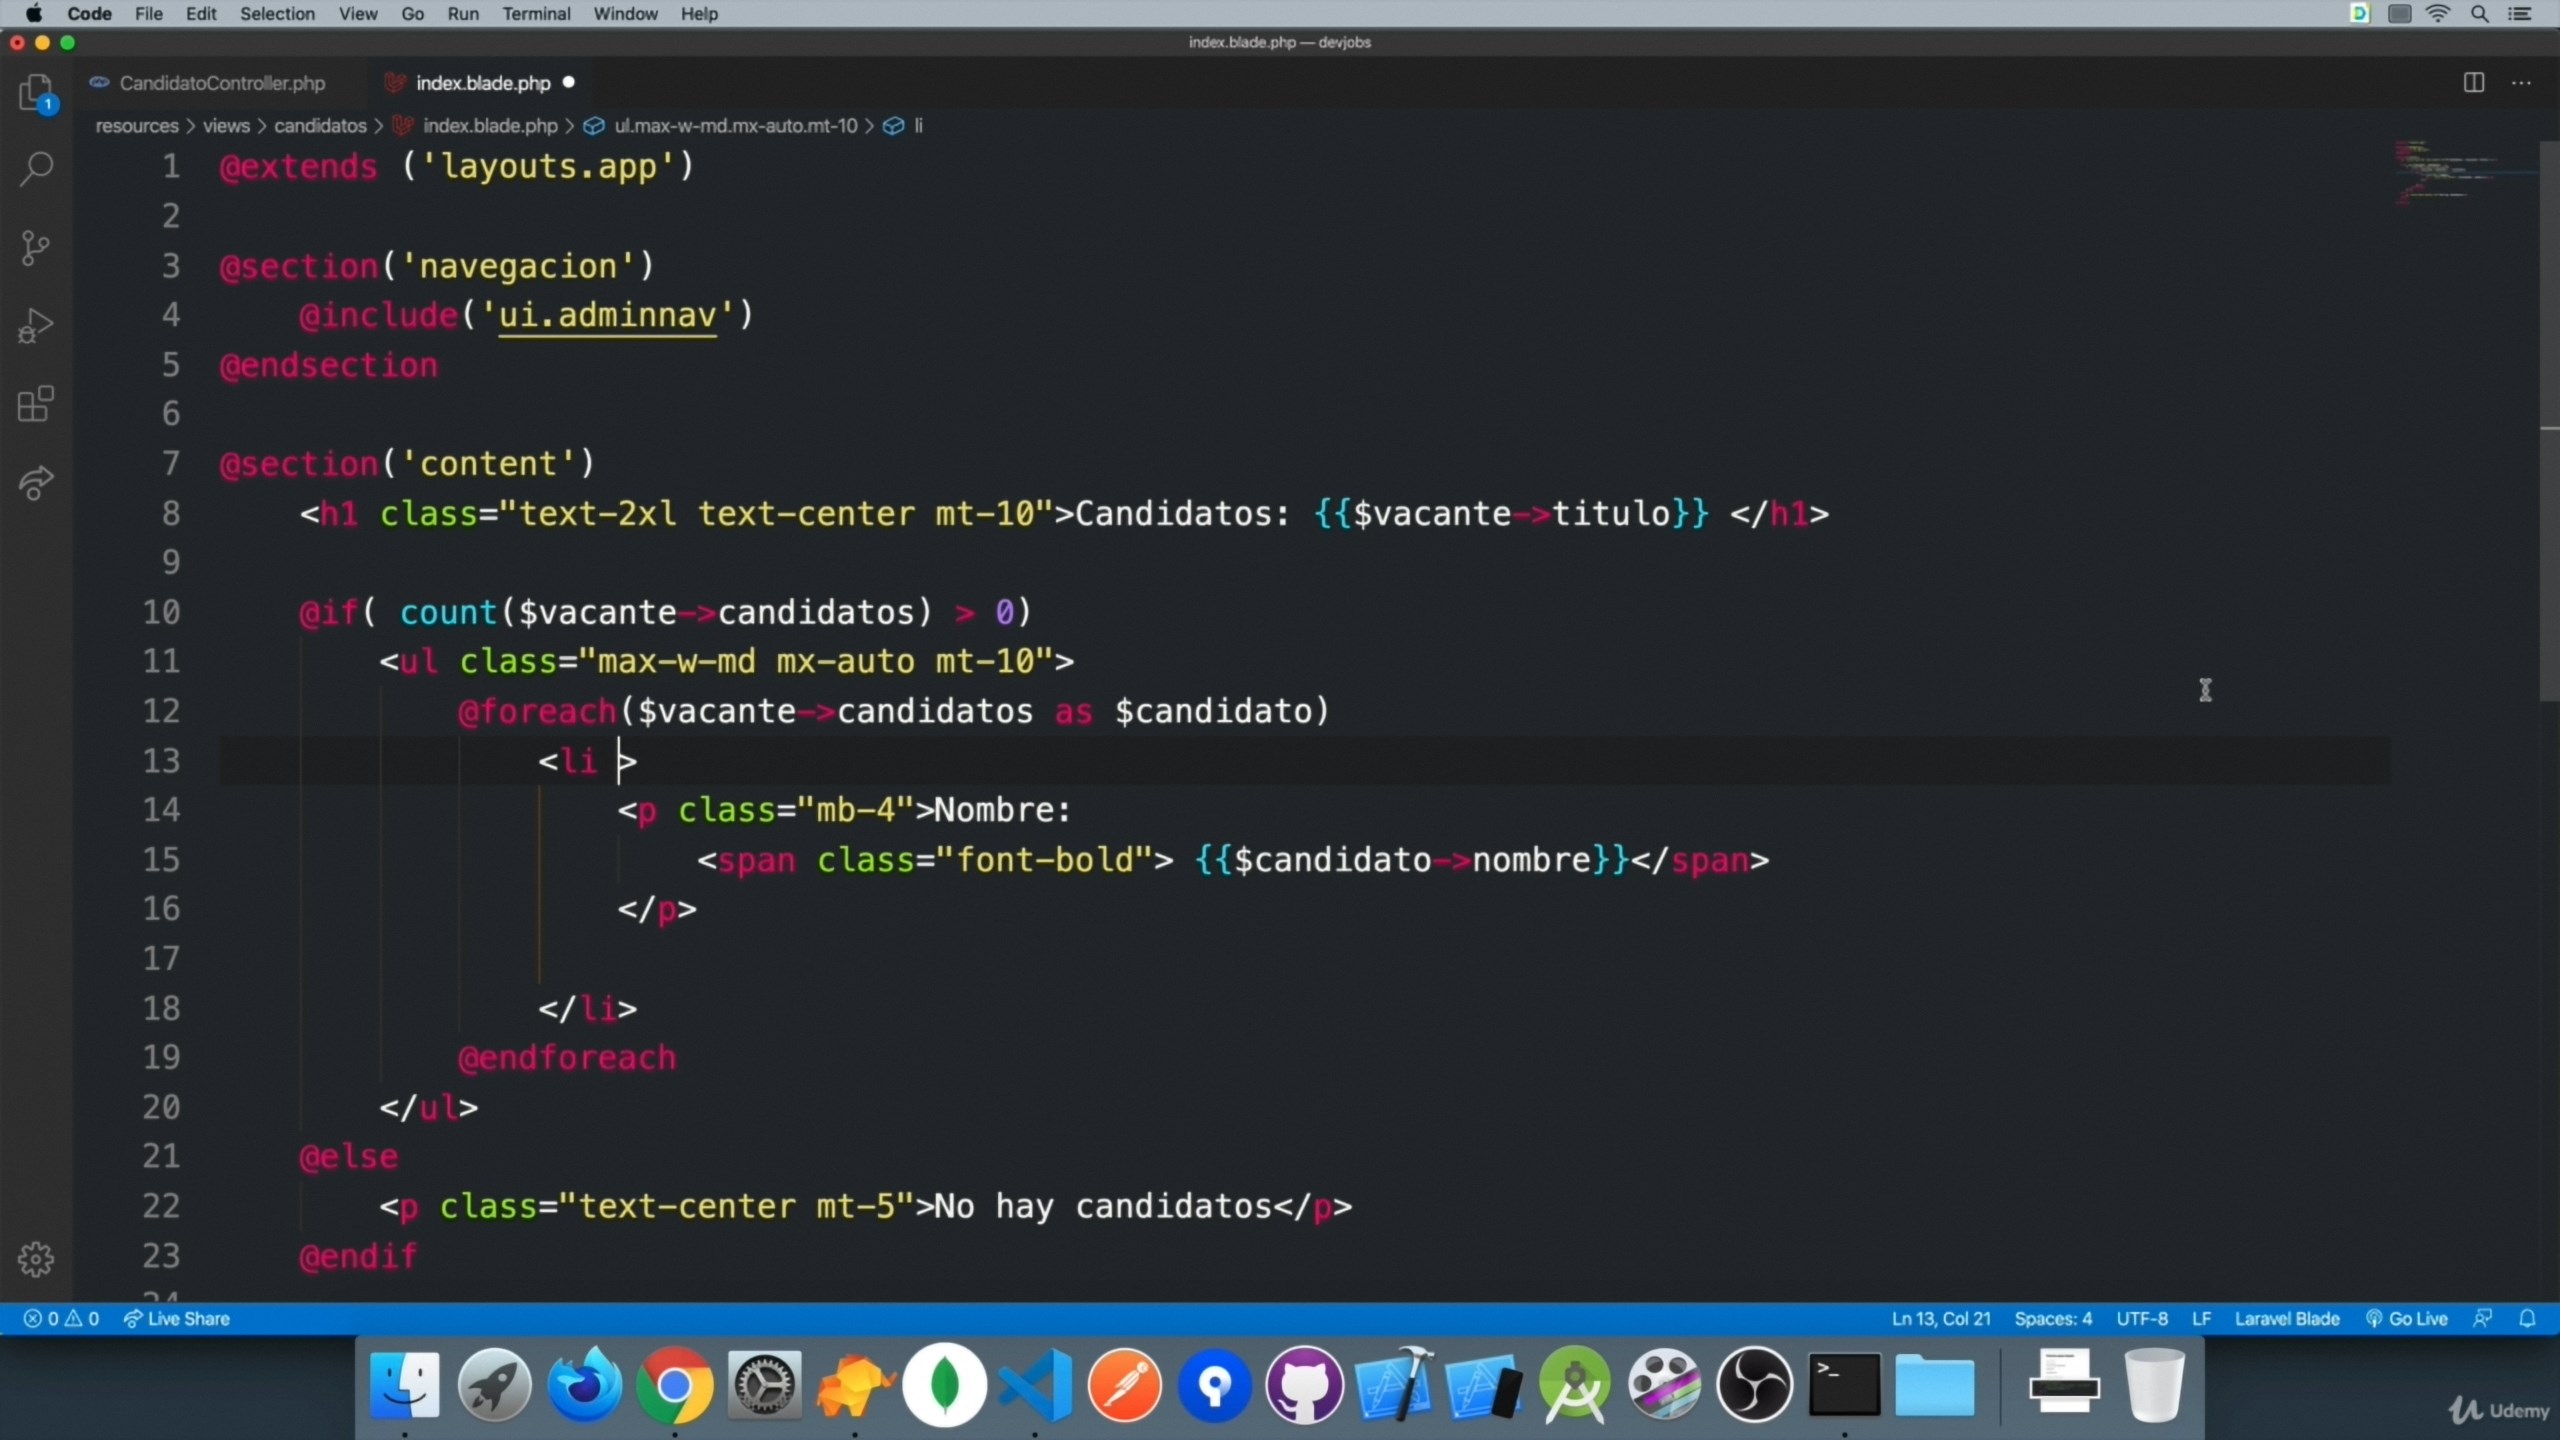 Code File Edit Selection View Go Run Terminal Window Help
index.blade.php — devjobs
CandidatoController.php index.blade.php
1
resources > views > candidatos > index.blade.php > ul.max-w-md.mx-auto.mt-10 > li
1 @extends ('layouts.app')
2
3 @section('navegacion')
4 @include('ui.adminnav')
5 @endsection
6
7 @section('content')
8 <h1 class="text-2xl text-center mt-10">Candidatos: {{$vacante->titulo}} </h1>
9
10 @if( count($vacante->candidatos) > 0)
11 <ul class="max-w-md mx-auto mt-10">
12 @foreach($vacante->candidatos as $candidato)
13 <li >
14 <p class="mb-4">Nombre:
15 <span class="font-bold"> {{$candidato->nombre}}</span>
16 </p>
17
18 </li>
19 @endforeach
20 </ul>
21 @else
22 <p class="text-center mt-5">No hay candidatos</p>
23 @endif
24
0 0 Live Share Ln 13, Col 21 Spaces: 4 UTF-8 LF Laravel Blade Go Live
Udemy